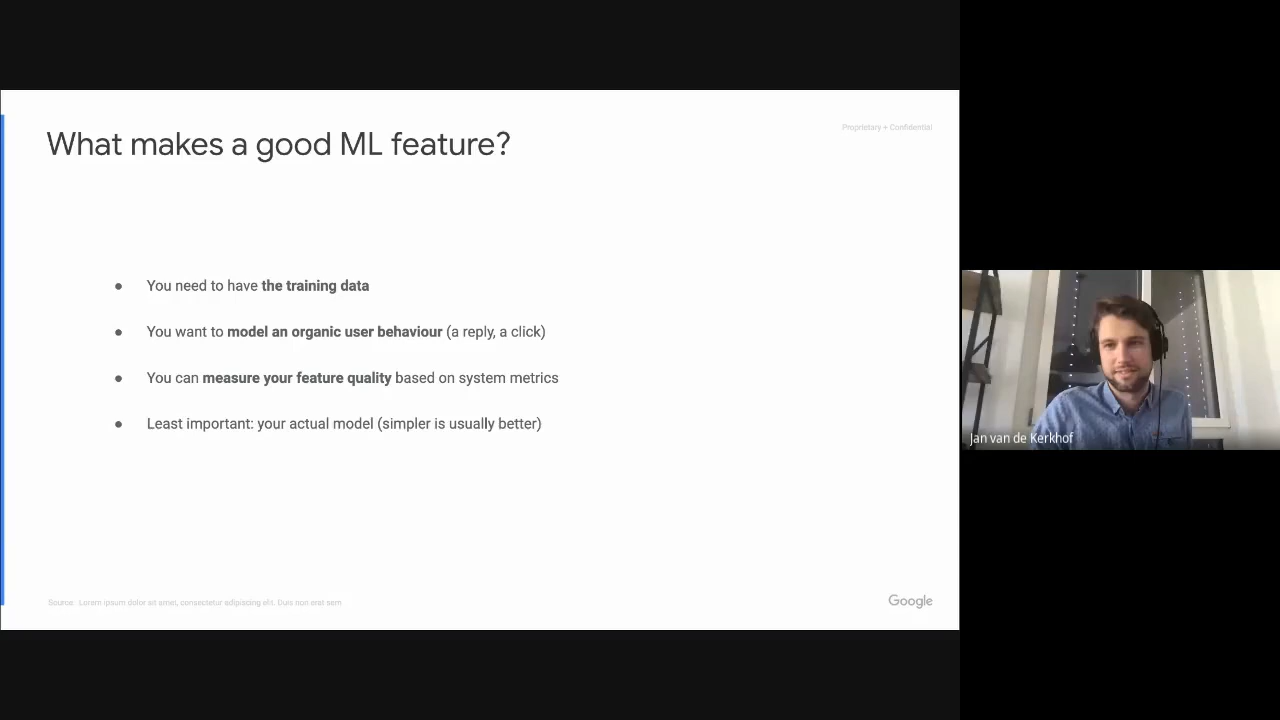 What makes a good ML feature?
Proprietary + Confidential
● You need to have the training data
● You want to model an organic user behaviour (a reply, a click)
● You can measure your feature quality based on system metrics
● Least important: your actual model (simpler is usually better)
Jan van de Kerkhof
Source: Lorem ipsum dolor sit amet, consectetur adipiscing elit. Duis non erat sem
Google